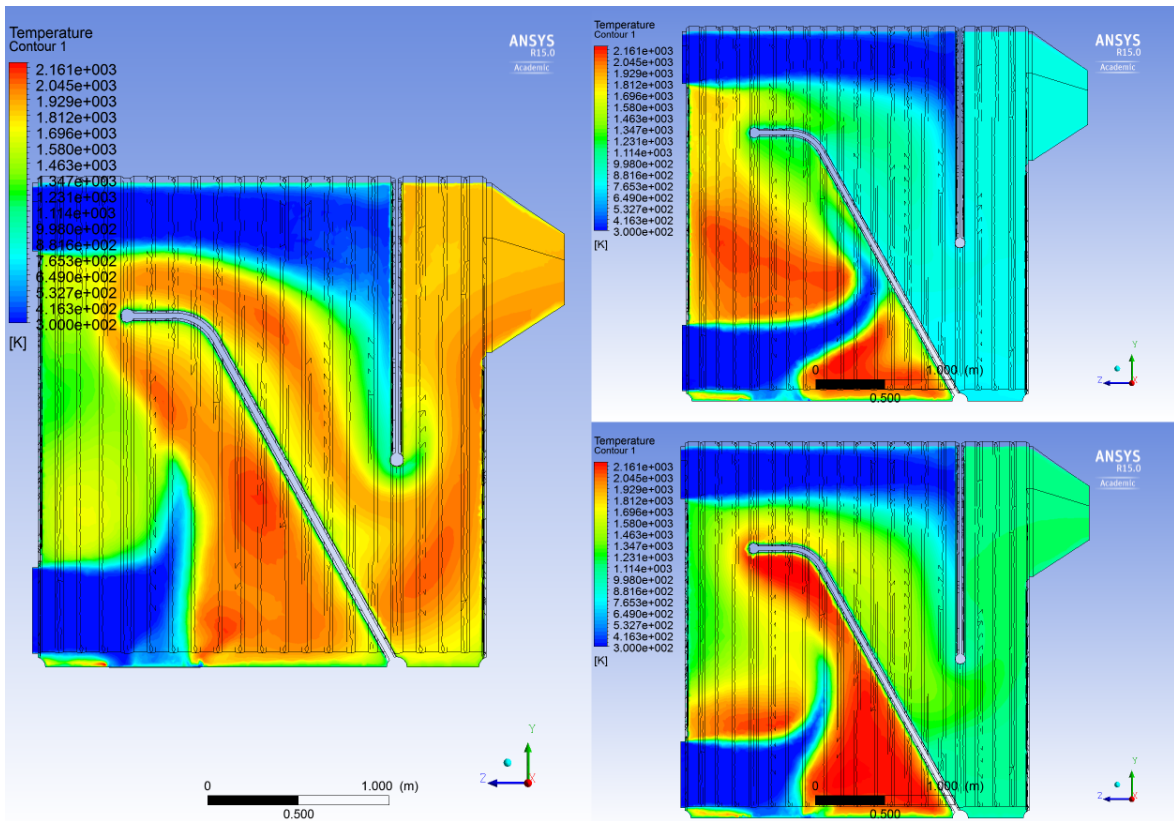 Temperature
Contour 1
2.161e+003
2.045e+003
1.929e+003
1.812e+003
1.696e+003
1.580e+003
1.463e+003
1.347e+003
1.231e+003
1.114e+003
9.980e+002
8.816e+002
7.653e+002
6.490e+002
5.327e+002
4.163e+002
3.000e+002
[K]
ANSYS
R15.0
Academic
0
1.000 (m)
0.500
Y
Z
X
Temperature
Contour 1
2.161e+003
2.045e+003
1.929e+003
1.812e+003
1.696e+003
1.580e+003
1.463e+003
1.347e+003
1.231e+003
1.114e+003
9.980e+002
8.816e+002
7.653e+002
6.490e+002
5.327e+002
4.163e+002
3.000e+002
[K]
ANSYS
R15.0
Academic
0
1.000 (m)
0.500
Y
Z
X
Temperature
Contour 1
2.161e+003
2.045e+003
1.929e+003
1.812e+003
1.696e+003
1.580e+003
1.463e+003
1.347e+003
1.231e+003
1.114e+003
9.980e+002
8.816e+002
7.653e+002
6.490e+002
5.327e+002
4.163e+002
3.000e+002
[K]
ANSYS
R15.0
Academic
0
1.000 (m)
0.500
Y
Z
X